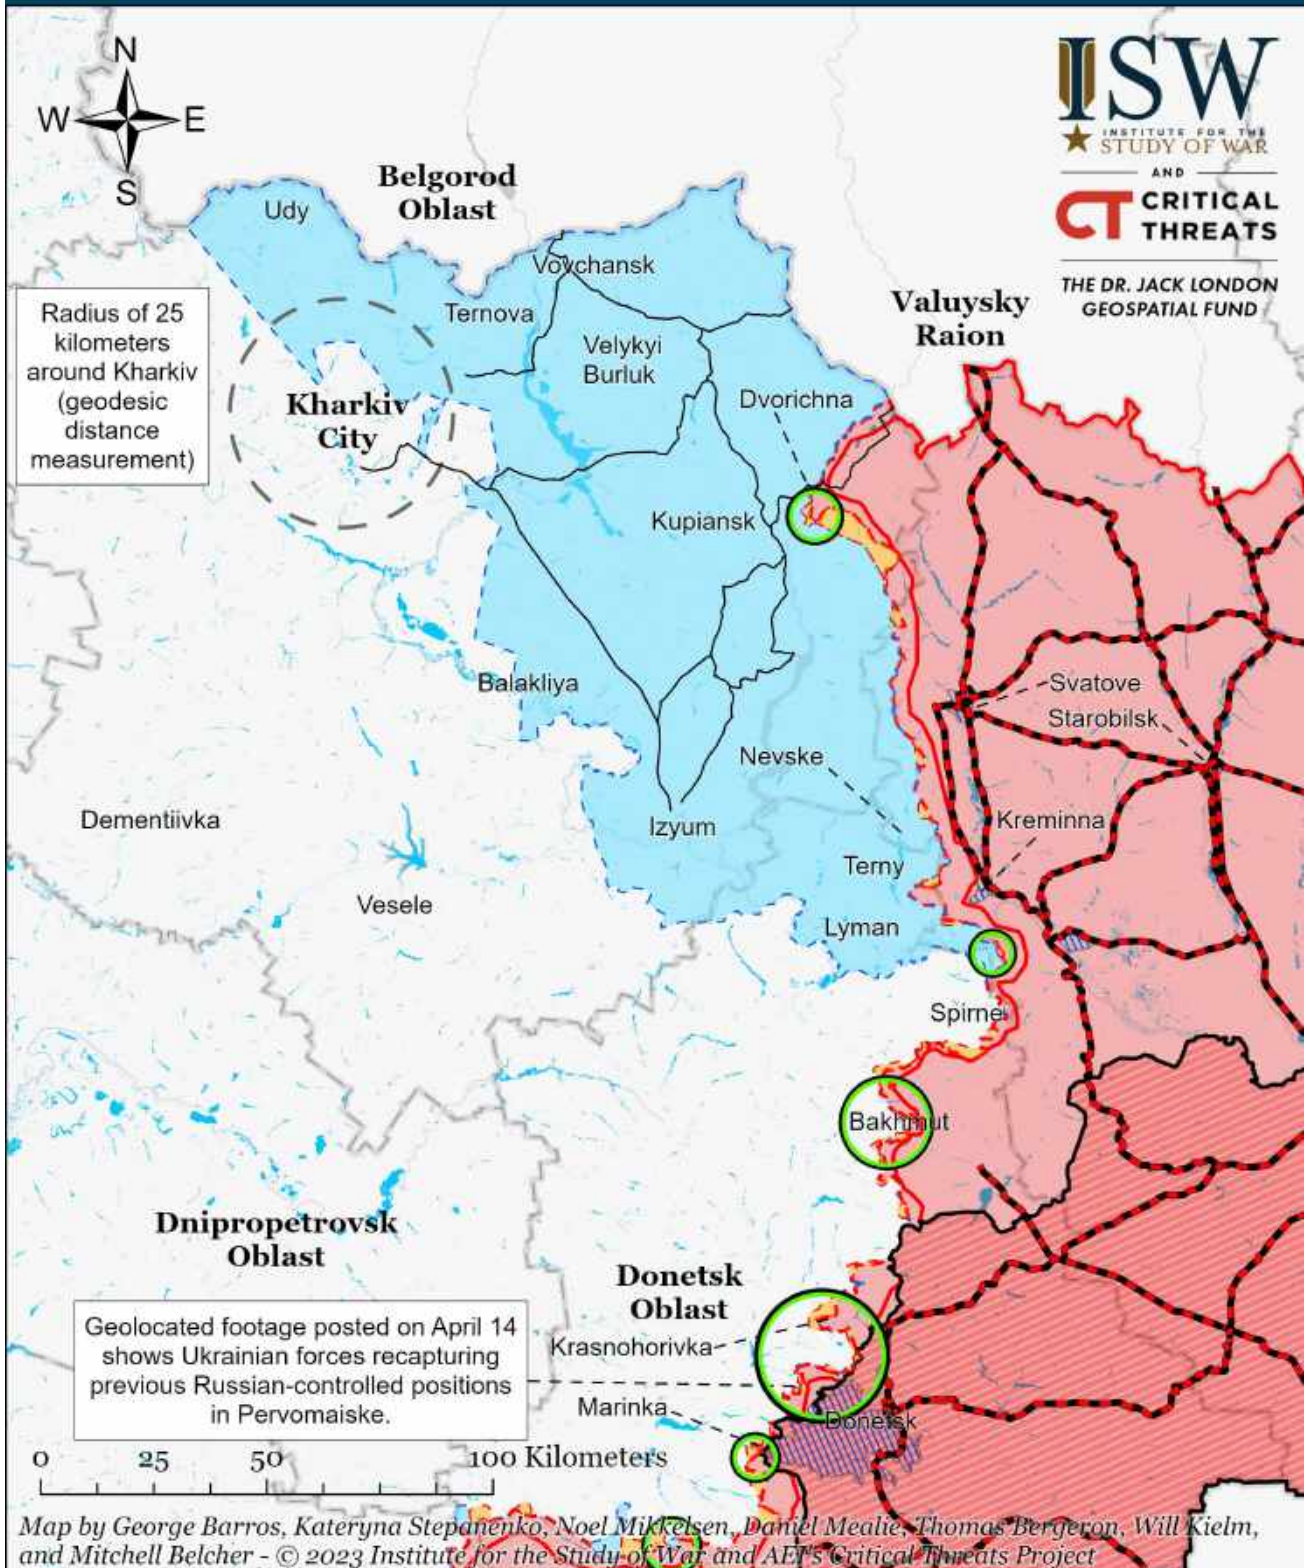 N
W E
S
ISW
INSTITUTE FOR THE
STUDY OF WAR
AND
CT CRITICAL
THREATS
THE DR. JACK LONDON
GEOSPATIAL FUND
Belgorod
Oblast
Udy
Vovchansk
Ternova
Valuysky
Raion
Radius of 25
kilometers
around Kharkiv
(geodesic
distance
measurement)
Velykyi
Burluk
Kharkiv
City
Dvorichna
Kupiansk
Balakliya
Svatove
Starobilsk
Nevske
Dementiivka
Izyum
Kreminna
Terny
Vesele
Lyman
Spirne
Bakhmut
Dnipropetrovsk
Oblast
Donetsk
Oblast
Geolocated footage posted on April 14
shows Ukrainian forces recapturing
previous Russian-controlled positions
in Pervomaiske.
Krasnohorivka
Marinka
Donetsk
0 25 50 100 Kilometers
Map by George Barros, Kateryna Stepanenko, Noel Mikkelsen, Daniel Mealie, Thomas Bergeron, Will Kielm,
and Mitchell Belcher - © 2023 Institute for the Study of War and AEI's Critical Threats Project